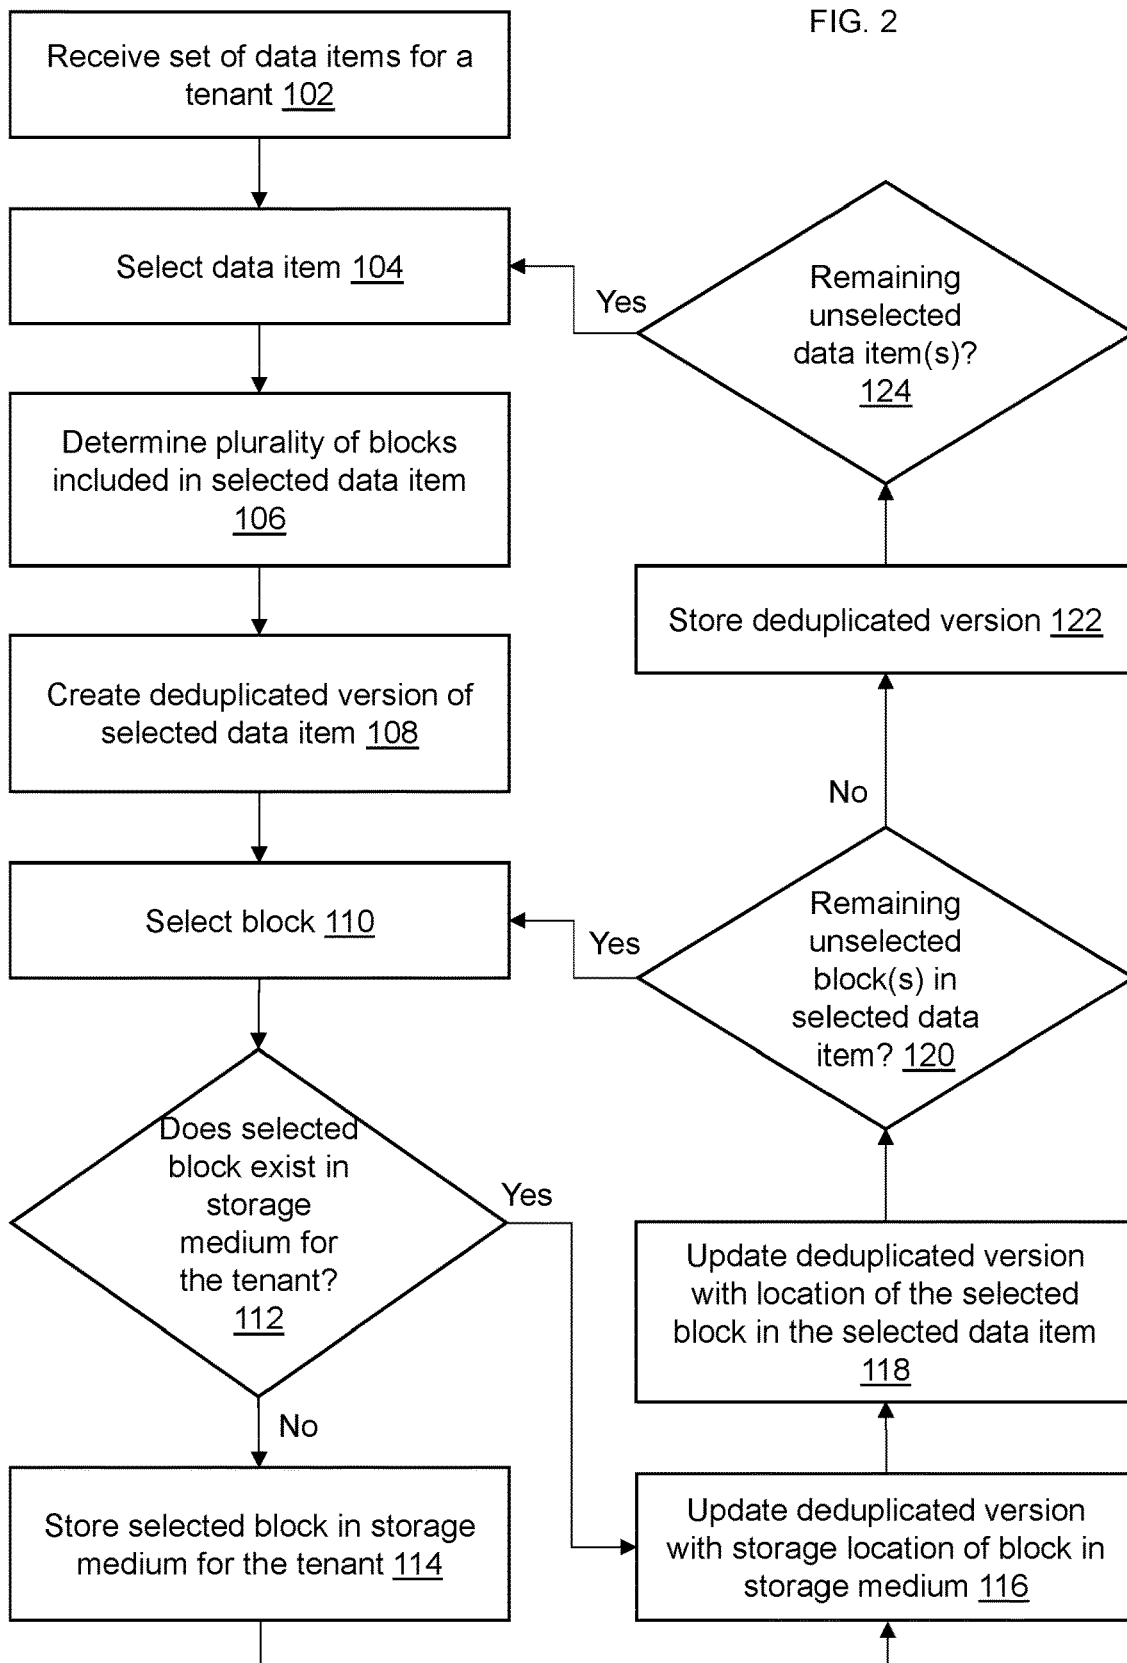 FIG. 2
Receive set of data items for a
tenant 102
Select data item 104
Determine plurality of blocks
included in selected data item
106
Create deduplicated version of
selected data item 108
Select block 110
Does selected
block exist in
storage
medium for
the tenant?
112
Yes
No
Store selected block in storage
medium for the tenant 114
Update deduplicated version
with storage location of block in
storage medium 116
Update deduplicated version
with location of the selected
block in the selected data item
118
Remaining
unselected
block(s) in
selected data
item? 120
Yes
No
Store deduplicated version 122
Remaining
unselected
data item(s)?
124
Yes